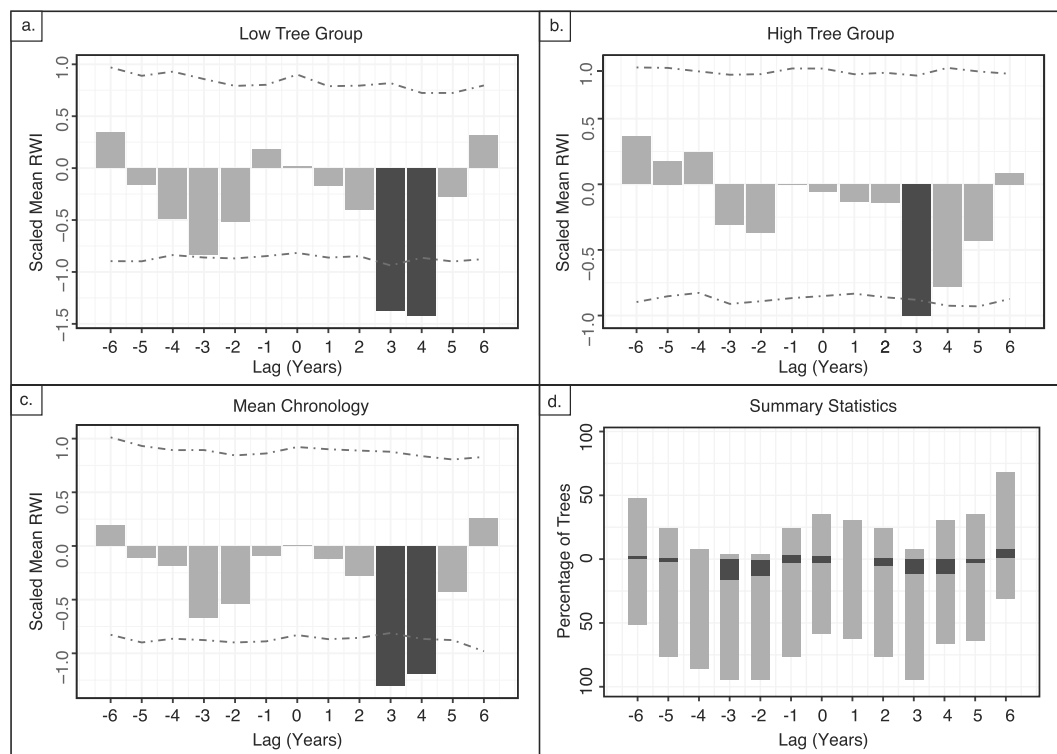 a.
Low Tree Group
Scaled Mean RWI
1.0
0.5
0.0
-0.5
-1.0
-1.5
-6 -5 -4 -3 -2 -1 0 1 2 3 4 5 6
Lag (Years)
b.
High Tree Group
Scaled Mean RWI
1.0
0.5
0.0
-0.5
-1.0
-6 -5 -4 -3 -2 -1 0 1 2 3 4 5 6
Lag (Years)
c.
Mean Chronology
Scaled Mean RWI
1.0
0.5
0.0
-0.5
-1.0
-6 -5 -4 -3 -2 -1 0 1 2 3 4 5 6
Lag (Years)
d.
Summary Statistics
Percentage of Trees
100
50
0
50
100
-6 -5 -4 -3 -2 -1 0 1 2 3 4 5 6
Lag (Years)